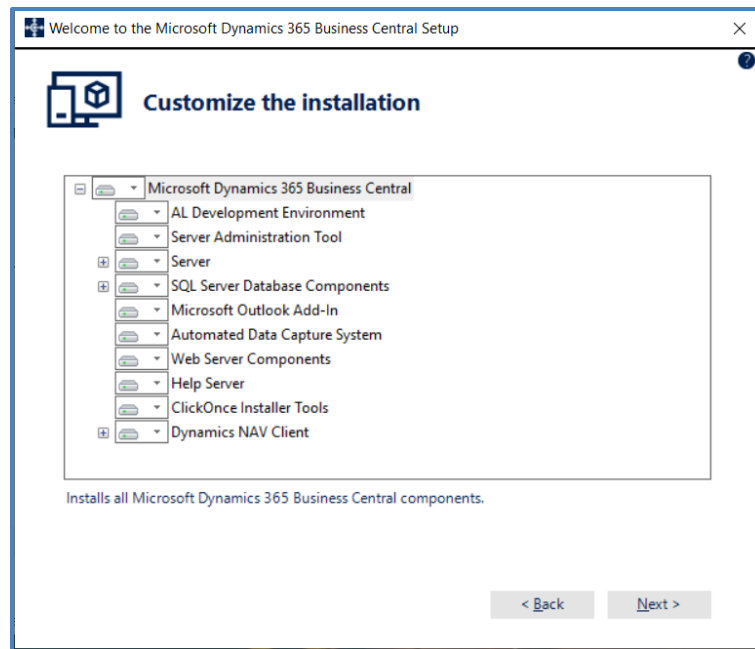 Welcome to the Microsoft Dynamics 365 Business Central Setup
?
Customize the installation
Microsoft Dynamics 365 Business Central
AL Development Environment
Server Administration Tool
Server
SQL Server Database Components
Microsoft Outlook Add-In
Automated Data Capture System
Web Server Components
Help Server
ClickOnce Installer Tools
Dynamics NAV Client
Installs all Microsoft Dynamics 365 Business Central components.
< Back Next >